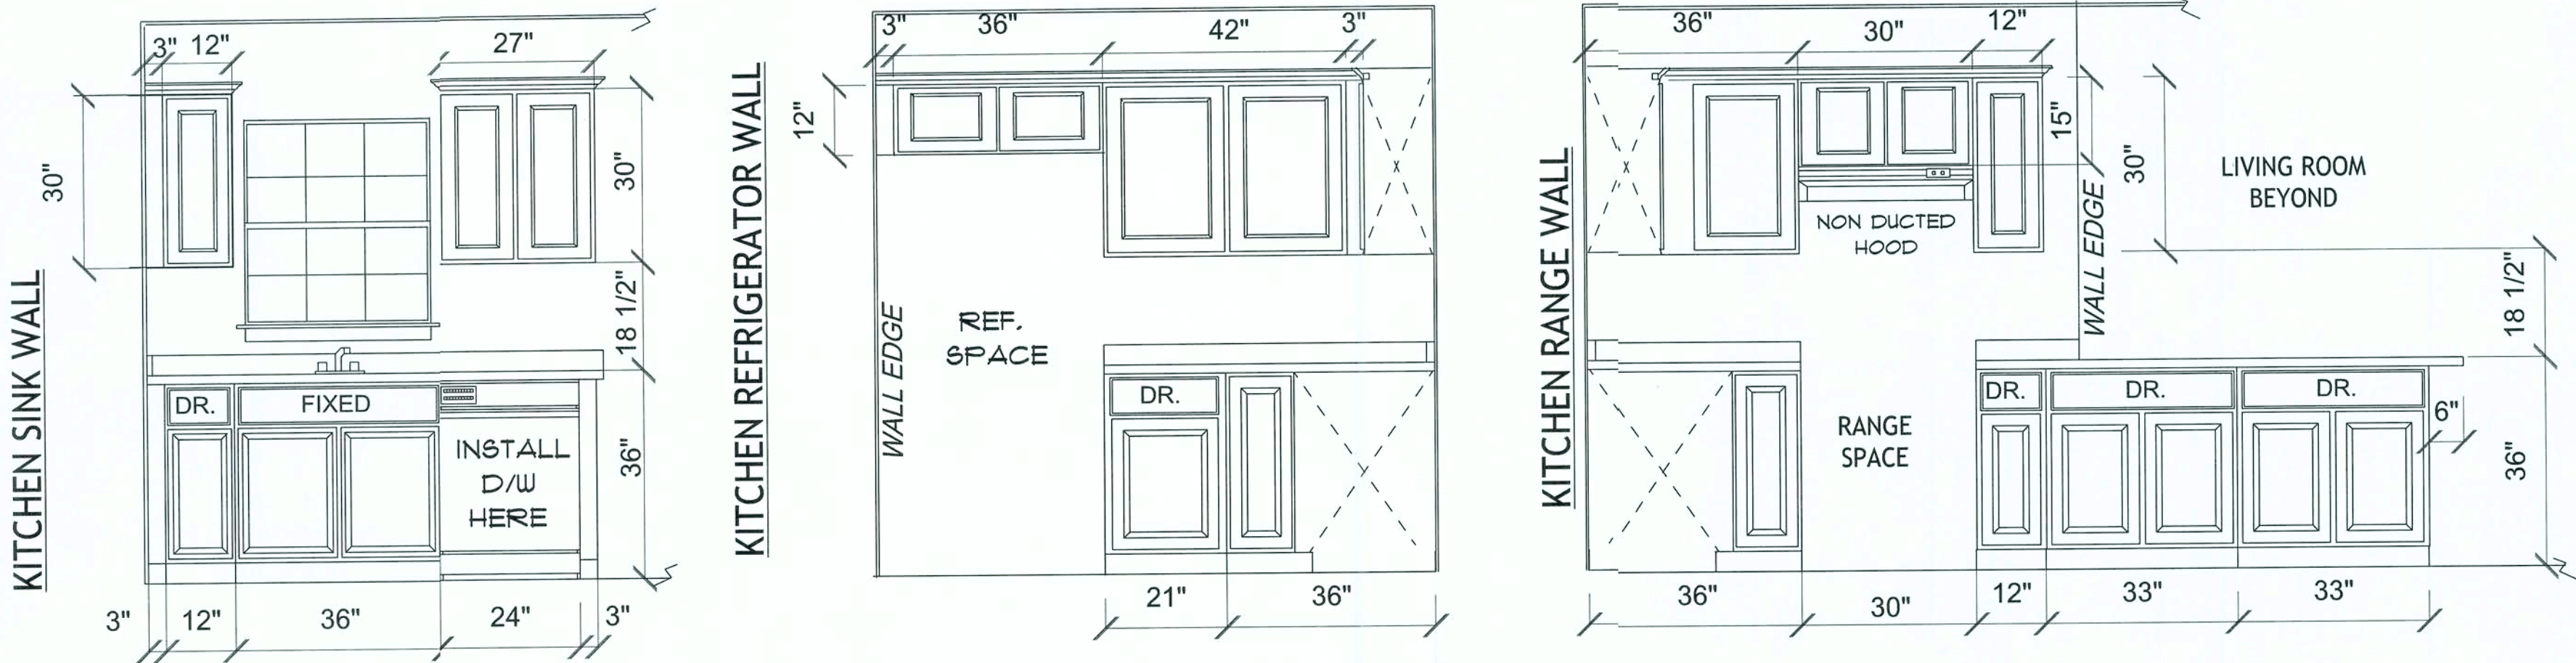 KITCHEN SINK WALL
3" 12" 27"
30"
30"
18 1/2"
DR. FIXED
INSTALL
D/W
HERE
36"
3" 12" 36" 24" 3"
KITCHEN REFRIGERATOR WALL
3" 36" 42" 3"
12"
WALL EDGE
REF.
SPACE
DR.
21" 36"
KITCHEN RANGE WALL
36" 30" 12"
15"
30"
LIVING ROOM
BEYOND
NON DUCTED
HOOD
WALL EDGE
18 1/2"
RANGE
SPACE
DR. DR. DR.
6"
36"
36" 30" 12" 33" 33"